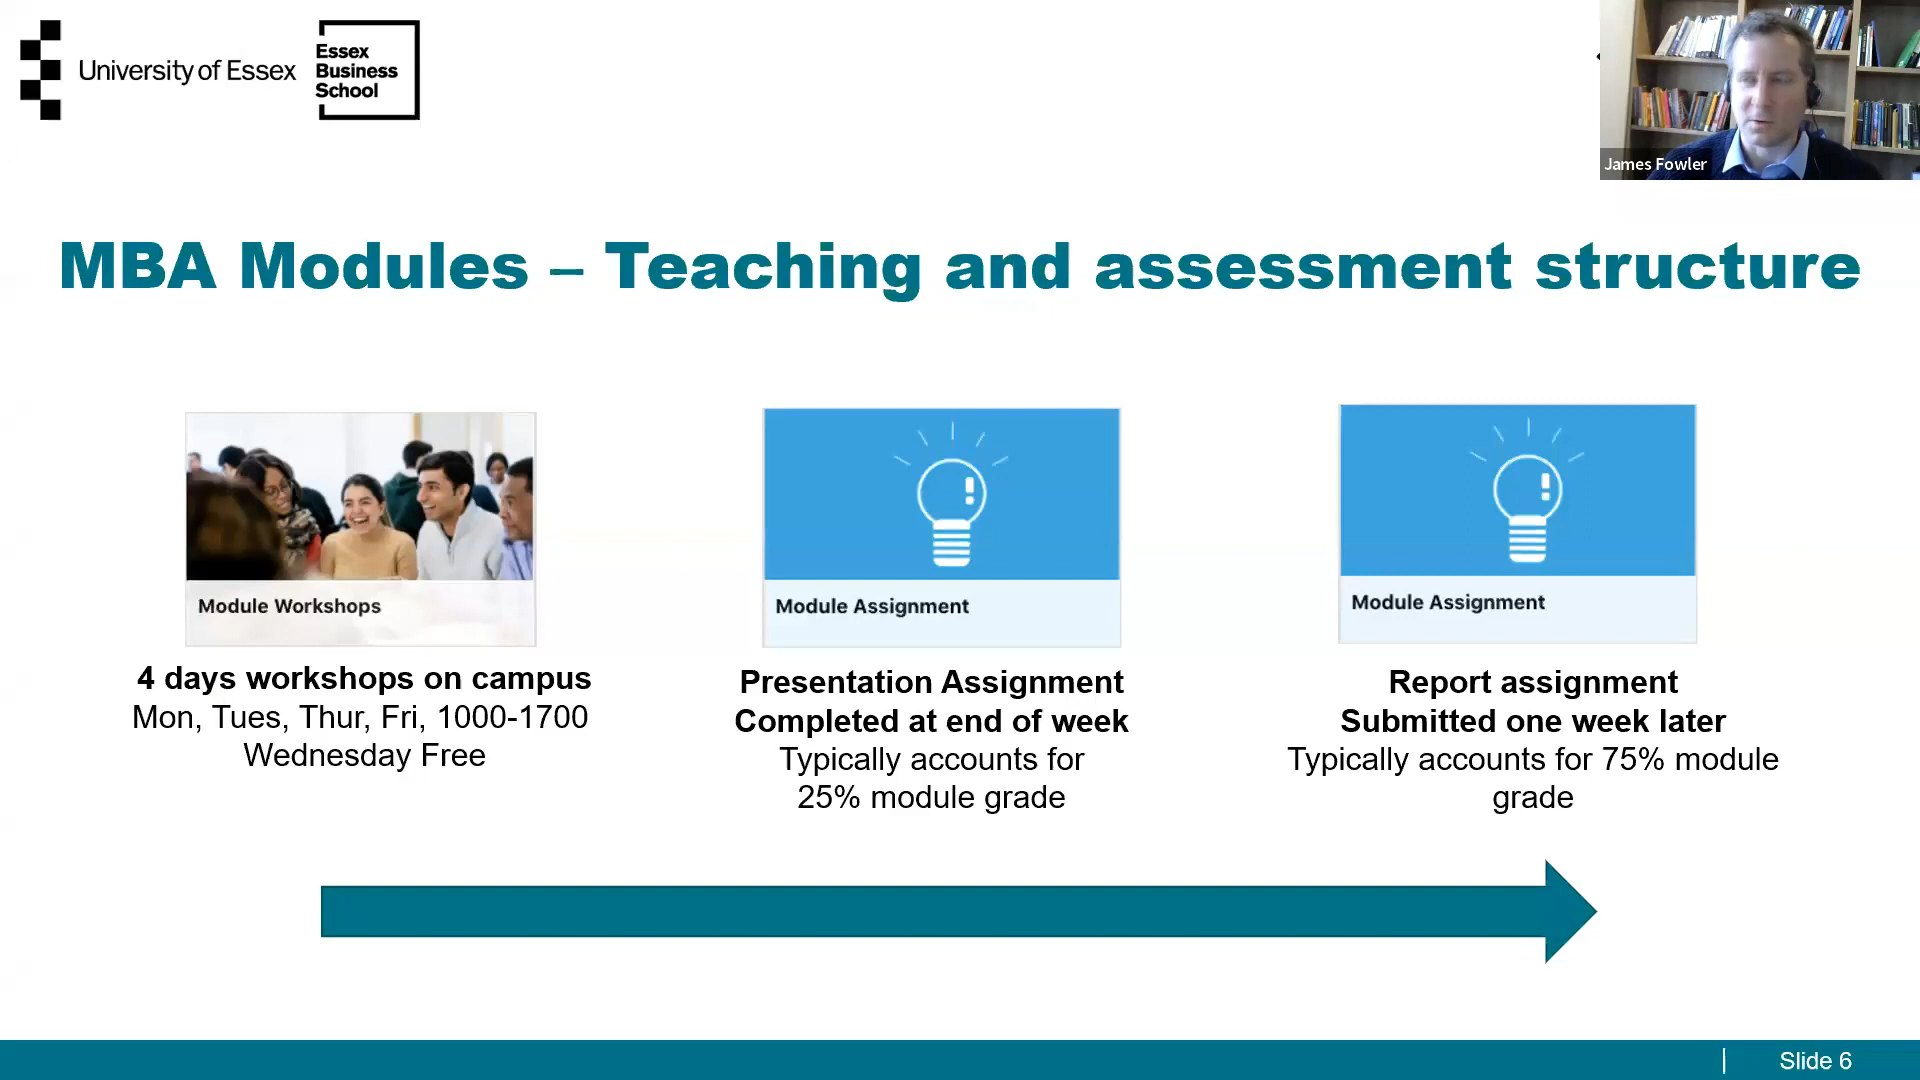 University of Essex
Essex
Business
School
James Fowler
MBA Modules – Teaching and assessment structure
Module Workshops
4 days workshops on campus
Mon, Tues, Thur, Fri, 1000-1700
Wednesday Free
Module Assignment
Presentation Assignment
Completed at end of week
Typically accounts for
25% module grade
Module Assignment
Report assignment
Submitted one week later
Typically accounts for 75% module
grade
Slide 6